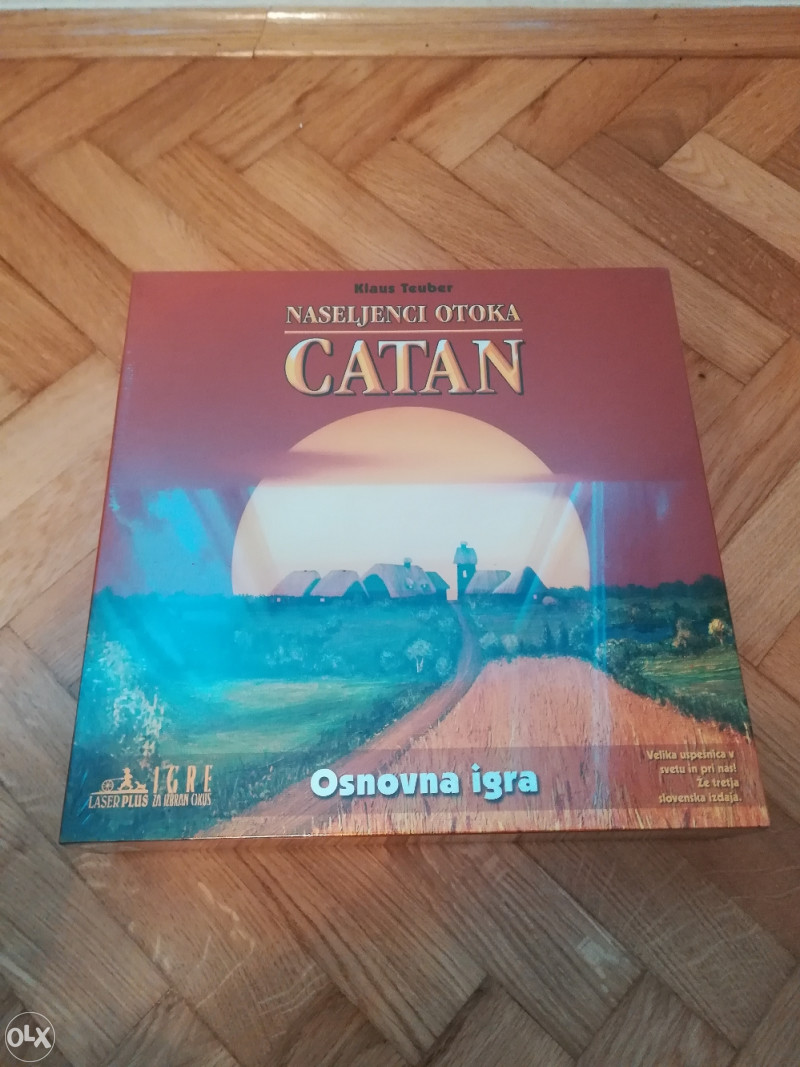 Klaus Teuber
NASELJENCI OTOKA
CATAN
Velika uspešnica v
svetu in pri nas!
Že tretja
slovenska izdaja.
Osnovna igra
IGRE
LASER PLUS ZA IZBRAN OKUS
OLX